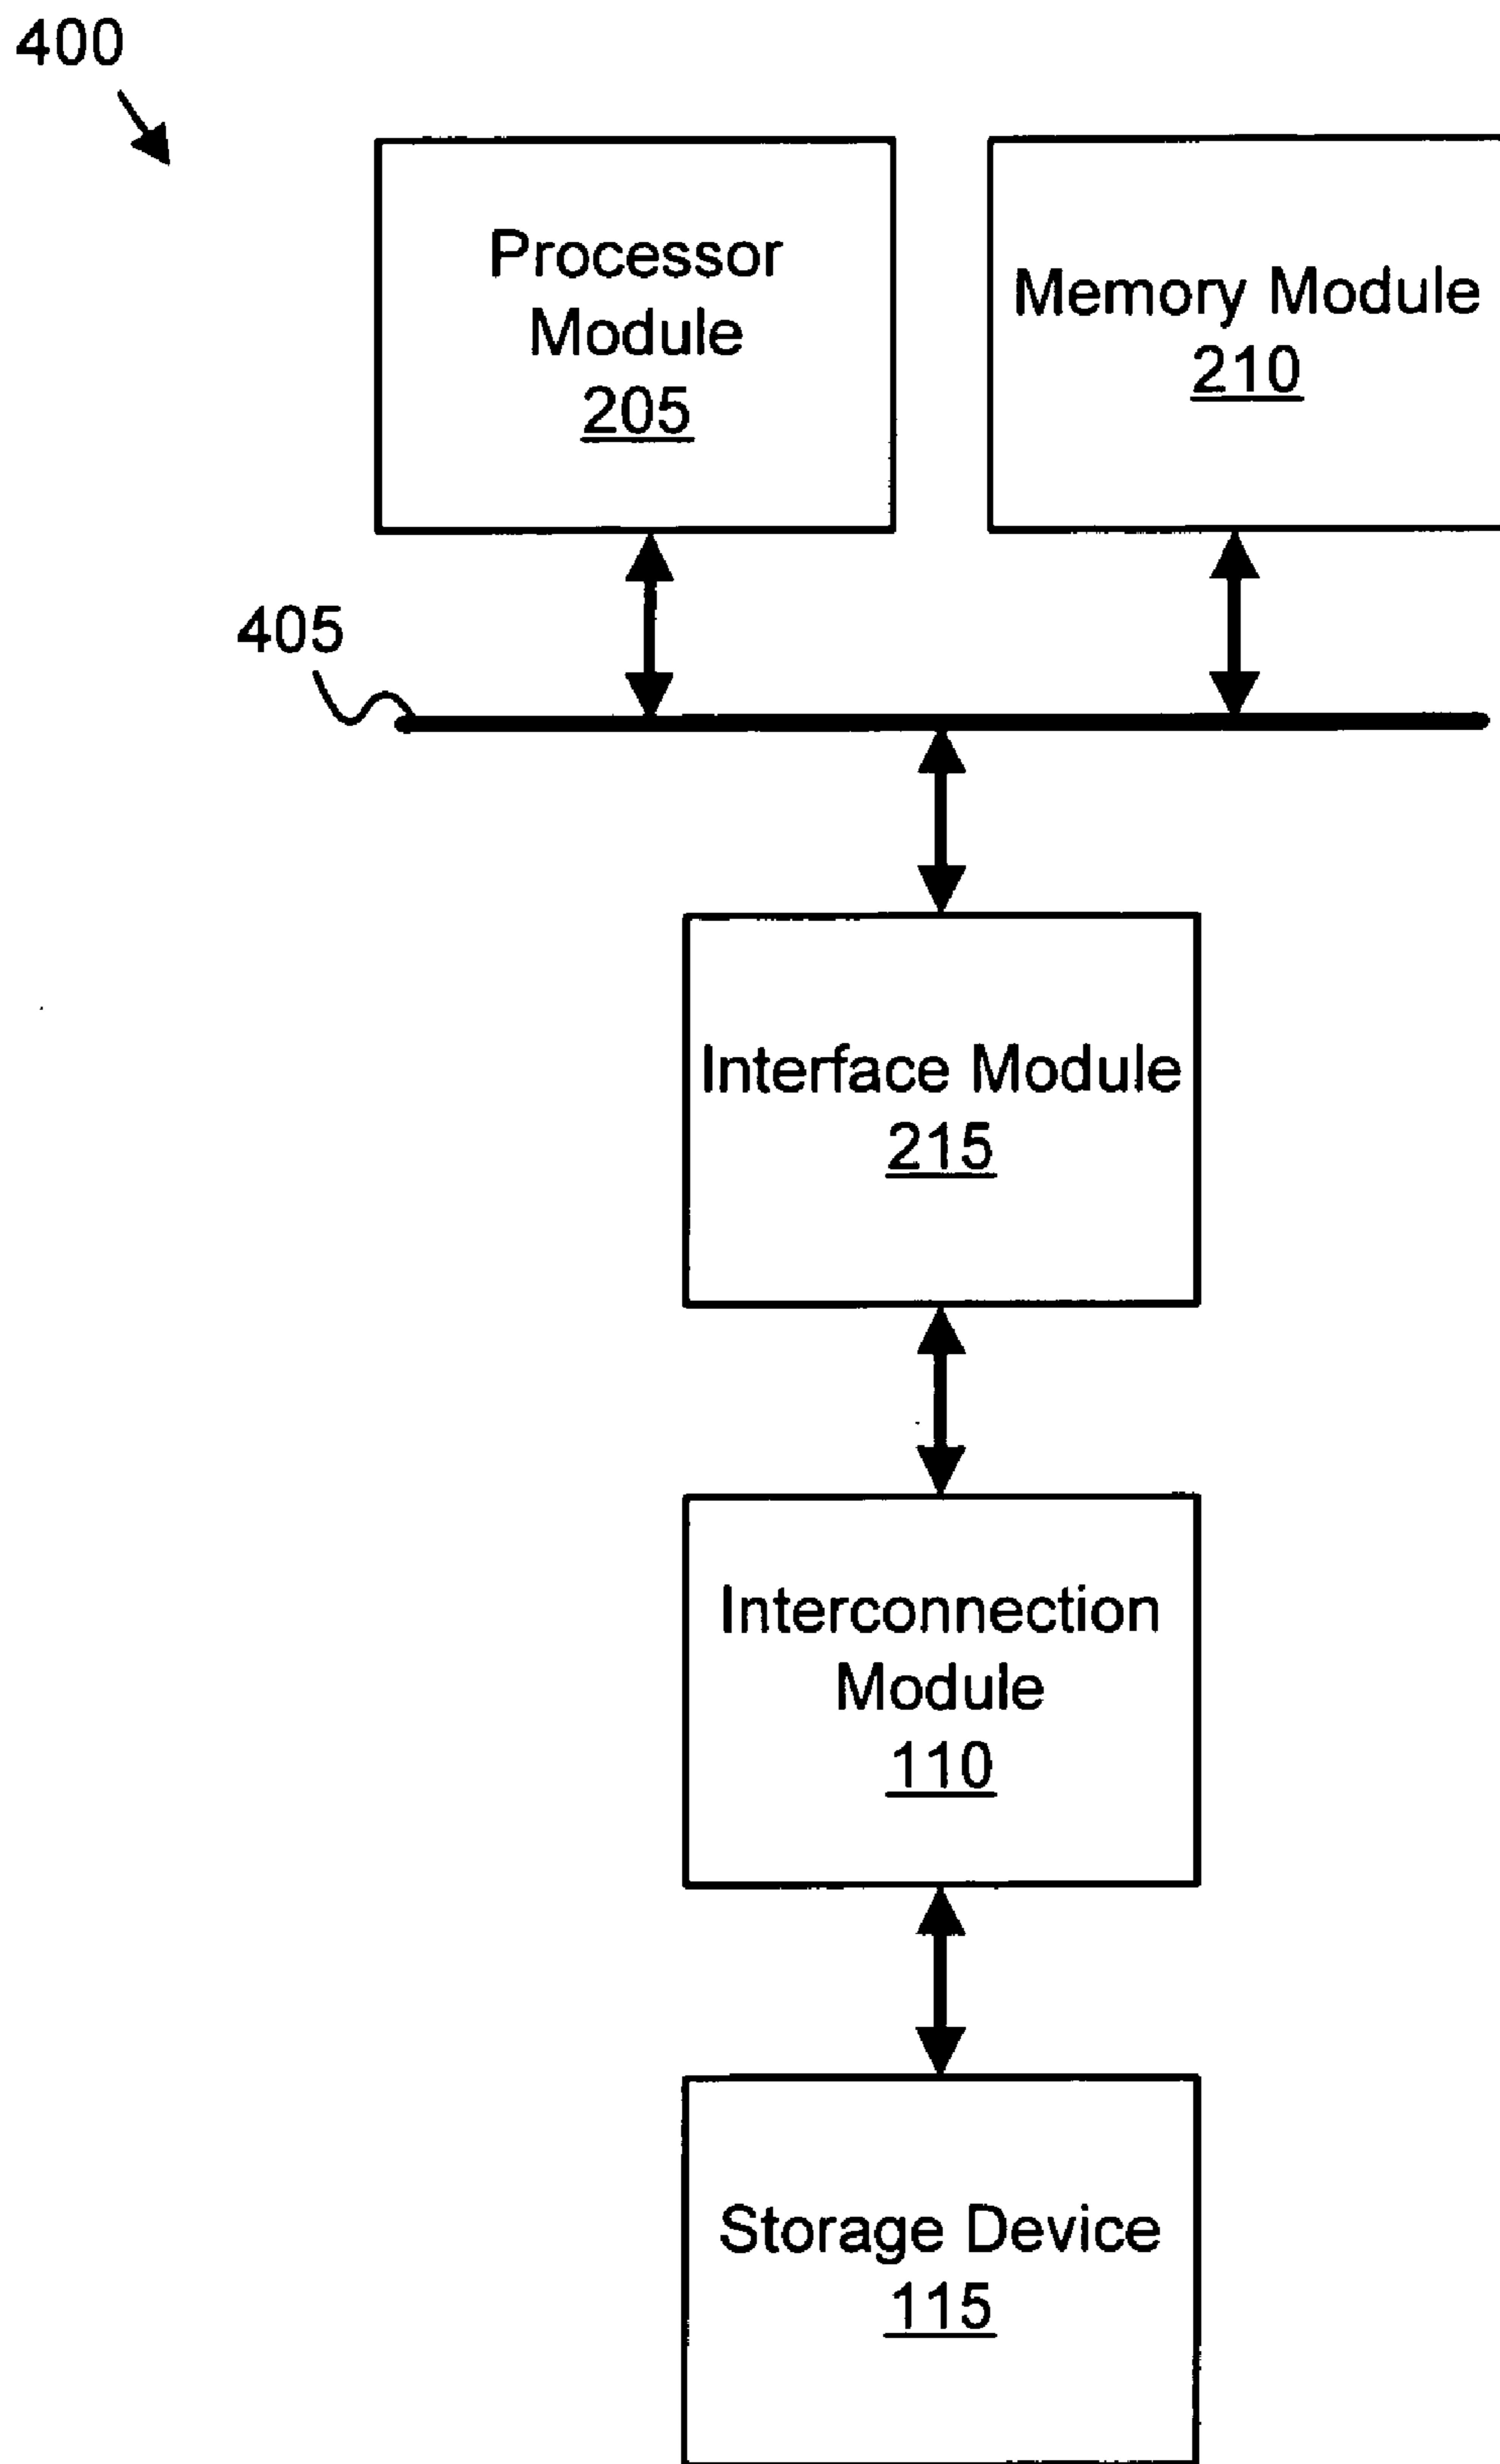 400
Processor
Module
205
Memory Module
210
405
Interface Module
215
Interconnection
Module
110
Storage Device
115